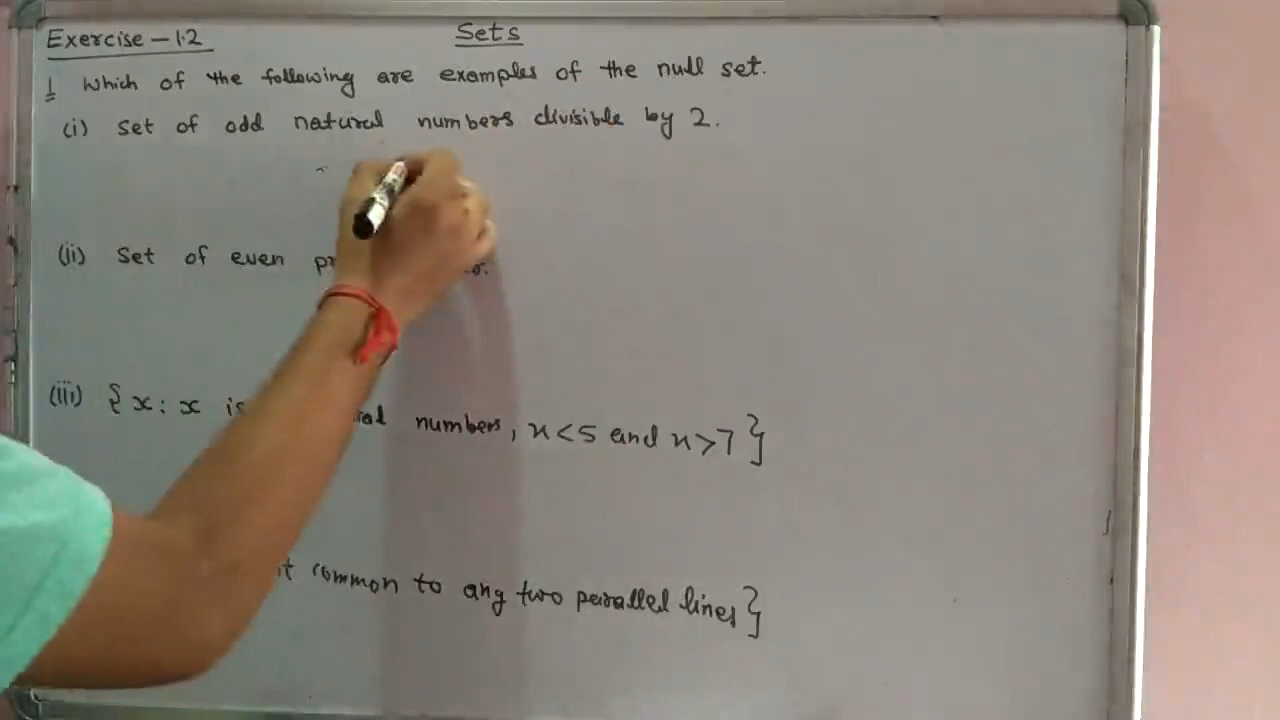 Exercise - 1.2
Sets
1 Which of the following are examples of the null set.
(i) Set of odd natural numbers divisible by 2.
(ii) Set of even
(iii) {x : x is numbers, x < 5 and x > 7}
common to any two parallel lines}